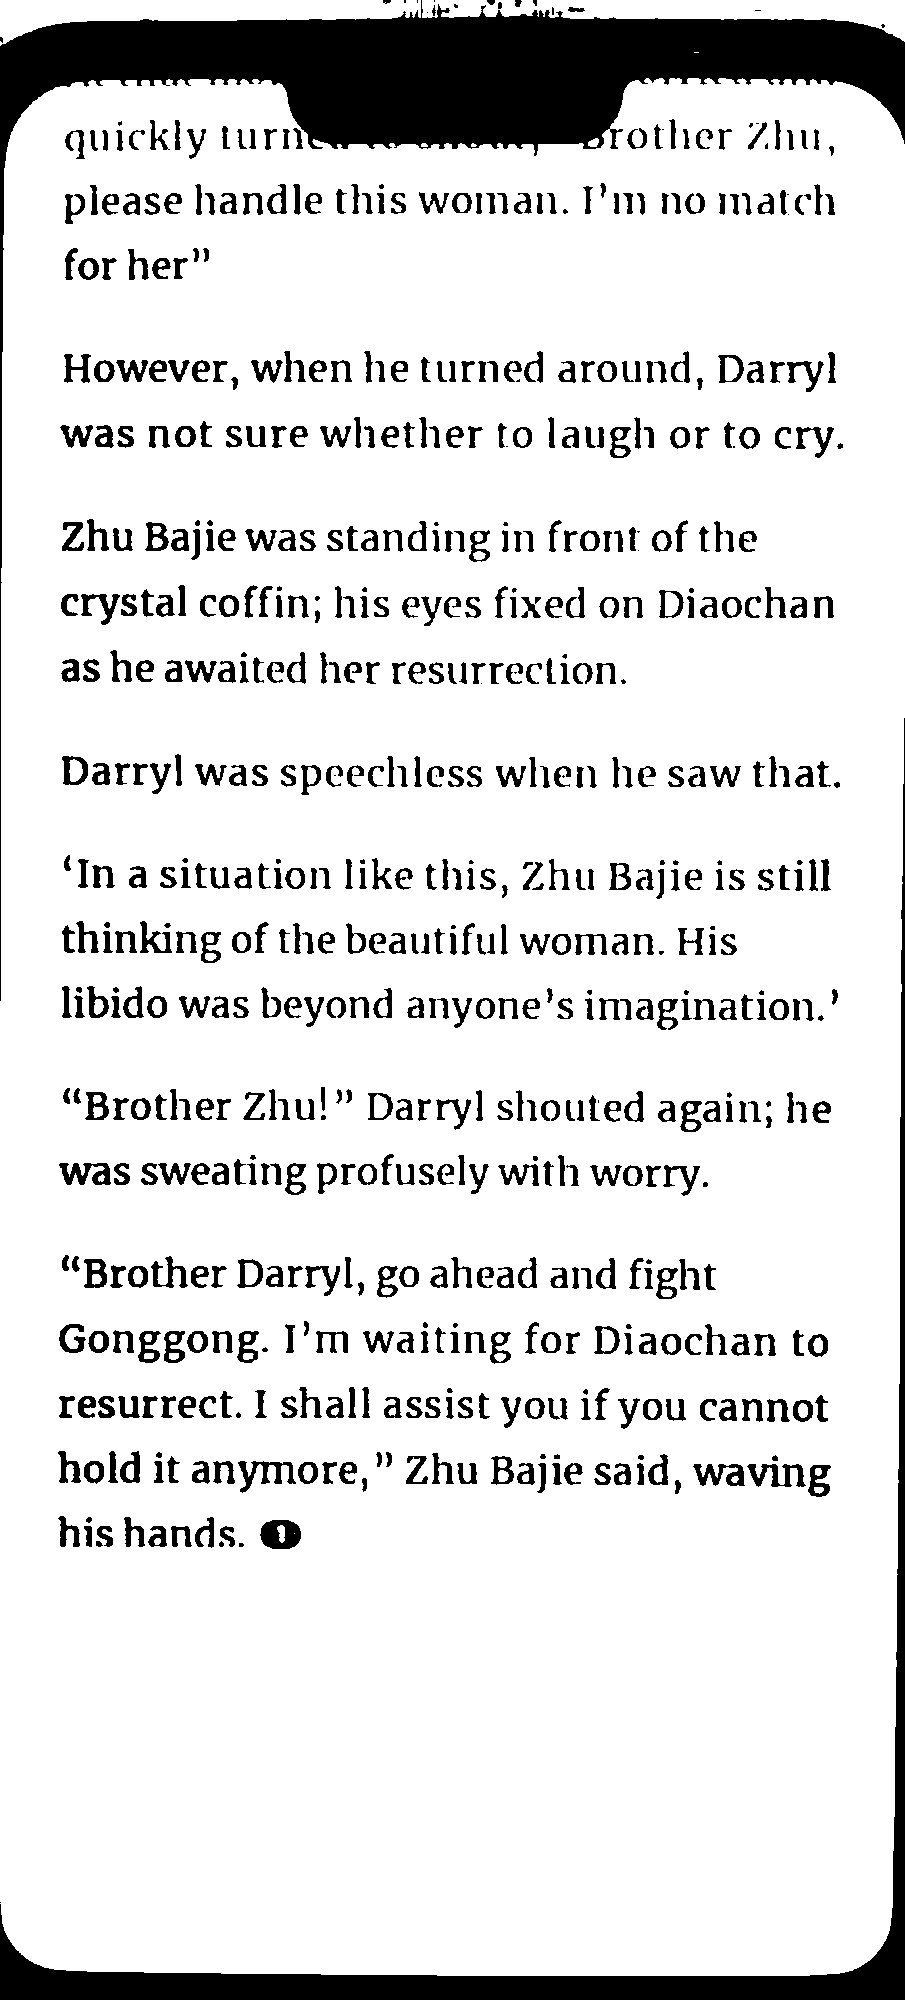 quickly Brother Zhu,
please handle this woman. I'm no match
for her”
However, when he turned around, Darryl
was not sure whether to laugh or to cry.
Zhu Bajie was standing in front of the
crystal coffin; his eyes fixed on Diaochan
as he awaited her resurrection.
Darryl was speechless when he saw that.
‘In a situation like this, Zhu Bajie is still
thinking of the beautiful woman. His
libido was beyond anyone's imagination.’
“Brother Zhu!” Darryl shouted again; he
was sweating profusely with worry.
“Brother Darryl, go ahead and fight
Gonggong. I'm waiting for Diaochan to
resurrect. I shall assist you if you cannot
hold it anymore,” Zhu Bajie said, waving
his hands. 1